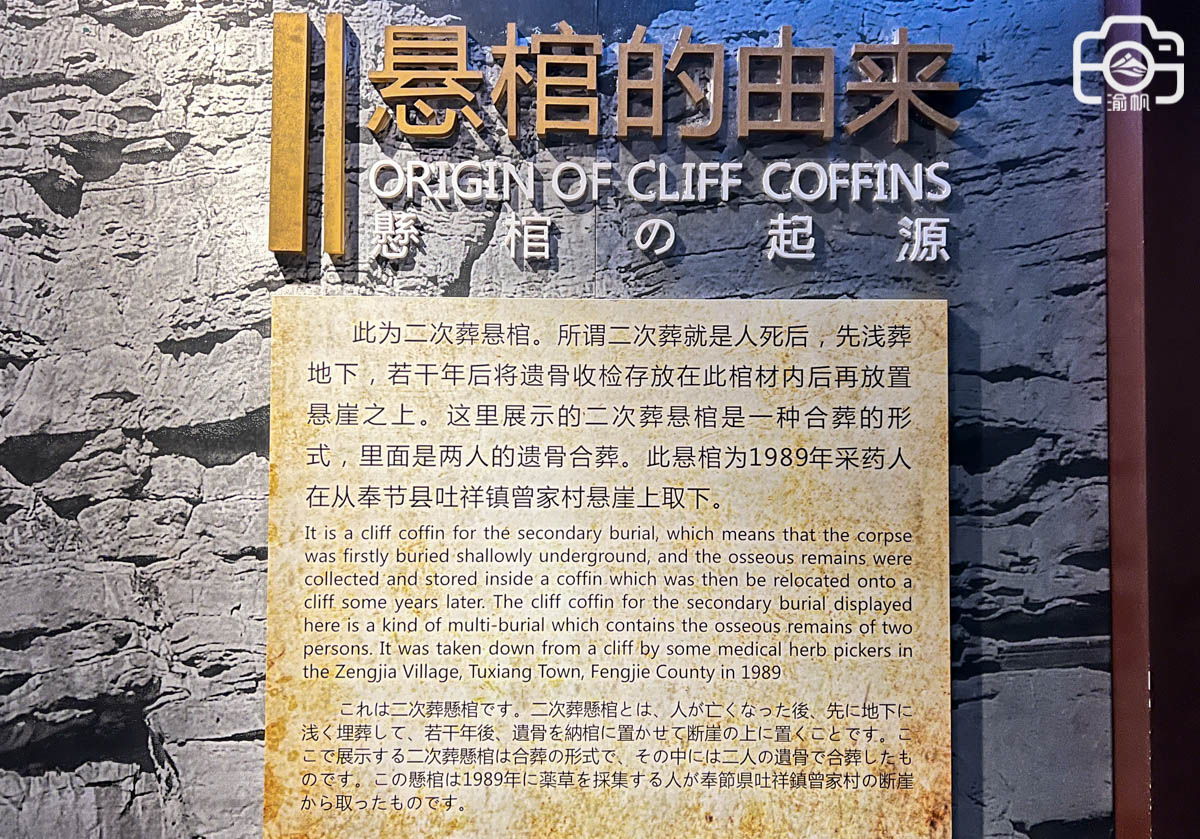 悬棺的由来
ORIGIN OF CLIFF COFFINS
懸棺の起源
渝帆
此为二次葬悬棺。所谓二次葬就是人死后，先浅葬
地下，若干年后将遗骨收检存放在此棺材内后再放置
悬崖之上。这里展示的二次葬悬棺是一种合葬的形
式，里面是两人的遗骨合葬。此悬棺为1989年采药人
在从奉节县吐祥镇曾家村悬崖上取下。
It is a cliff coffin for the secondary burial, which means that the corpse
was firstly buried shallowly underground, and the osseous remains were
collected and stored inside a coffin which was then be relocated onto a
cliff some years later. The cliff coffin for the secondary burial displayed
here is a kind of multi-burial which contains the osseous remains of two
persons. It was taken down from a cliff by some medical herb pickers in
the Zengjia Village, Tuxiang Town, Fengjie County in 1989
これは二次葬懸棺です。二次葬懸棺とは、人が亡くなった後、先に地下に
浅く埋葬して、若干年後、遺骨を納棺に置かせて断崖の上に置くことです。こ
こで展示する二次葬懸棺は合葬の形式で、その中には二人の遺骨で合葬したも
のです。この懸棺は1989年に薬草を採集する人が奉節県吐祥鎮曾家村の断崖
から取ったものです。